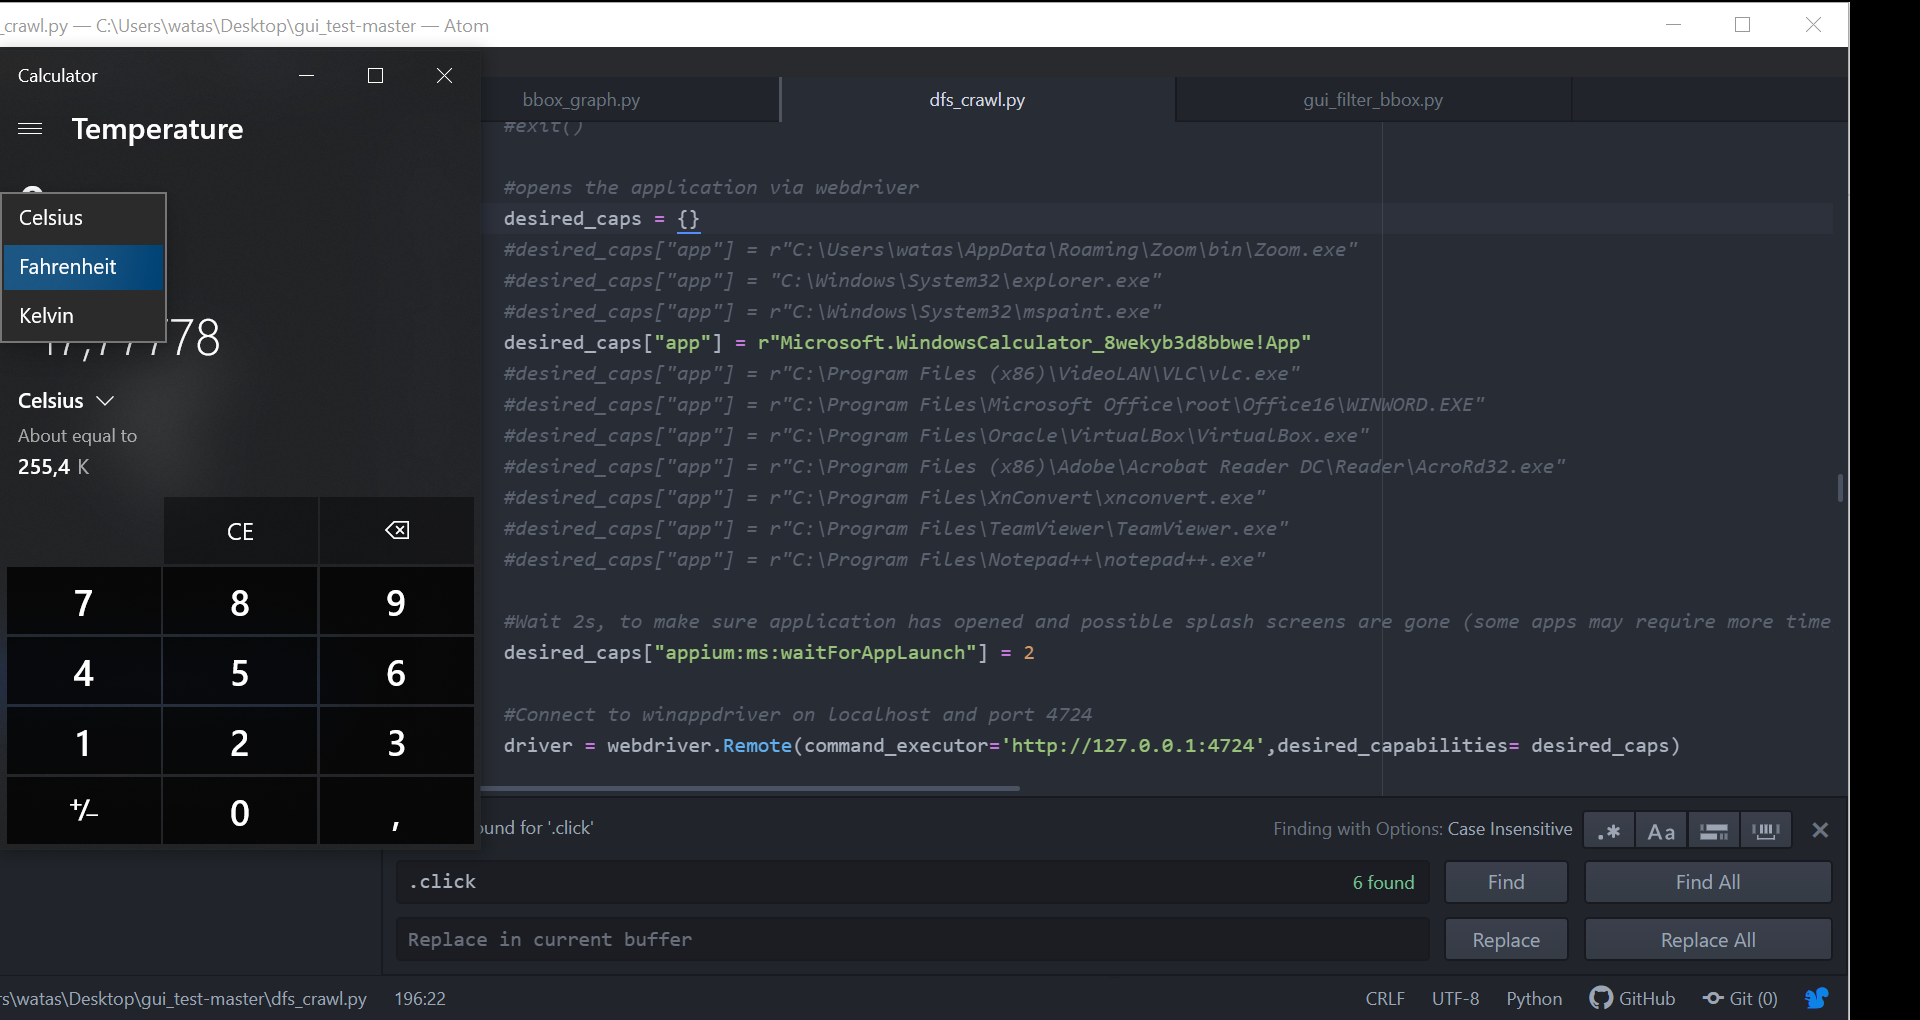 _crawl.py — C:\Users\watas\Desktop\gui_test-master — Atom
Calculator
Temperature
Celsius
Fahrenheit
Kelvin
Celsius
About equal to
255,4 K
CE
7 8 9
4 5 6
1 2 3
+/− 0 ,
bbox_graph.py
dfs_crawl.py
gui_filter_bbox.py
#exit()
#opens the application via webdriver
desired_caps = {}
#desired_caps["app"] = r"C:\Users\watas\AppData\Roaming\Zoom\bin\Zoom.exe"
#desired_caps["app"] = "C:\Windows\System32\explorer.exe"
#desired_caps["app"] = r"C:\Windows\System32\mspaint.exe"
desired_caps["app"] = r"Microsoft.WindowsCalculator_8wekyb3d8bbwe!App"
#desired_caps["app"] = r"C:\Program Files (x86)\VideoLAN\VLC\vlc.exe"
#desired_caps["app"] = r"C:\Program Files\Microsoft Office\root\Office16\WINWORD.EXE"
#desired_caps["app"] = r"C:\Program Files\Oracle\VirtualBox\VirtualBox.exe"
#desired_caps["app"] = r"C:\Program Files (x86)\Adobe\Acrobat Reader DC\Reader\AcroRd32.exe"
#desired_caps["app"] = r"C:\Program Files\XnConvert\xnconvert.exe"
#desired_caps["app"] = r"C:\Program Files\TeamViewer\TeamViewer.exe"
#desired_caps["app"] = r"C:\Program Files\Notepad++\notepad++.exe"
#Wait 2s, to make sure application has opened and possible splash screens are gone (some apps may require more time
desired_caps["appium:ms:waitForAppLaunch"] = 2
#Connect to winappdriver on localhost and port 4724
driver = webdriver.Remote(command_executor='http://127.0.0.1:4724',desired_capabilities= desired_caps)
ound for '.click'
Finding with Options: Case Insensitive
.* Aa
.click
6 found
Find
Find All
Replace in current buffer
Replace
Replace All
rs\watas\Desktop\gui_test-master\dfs_crawl.py
196:22
CRLF
UTF-8
Python
GitHub
Git (0)